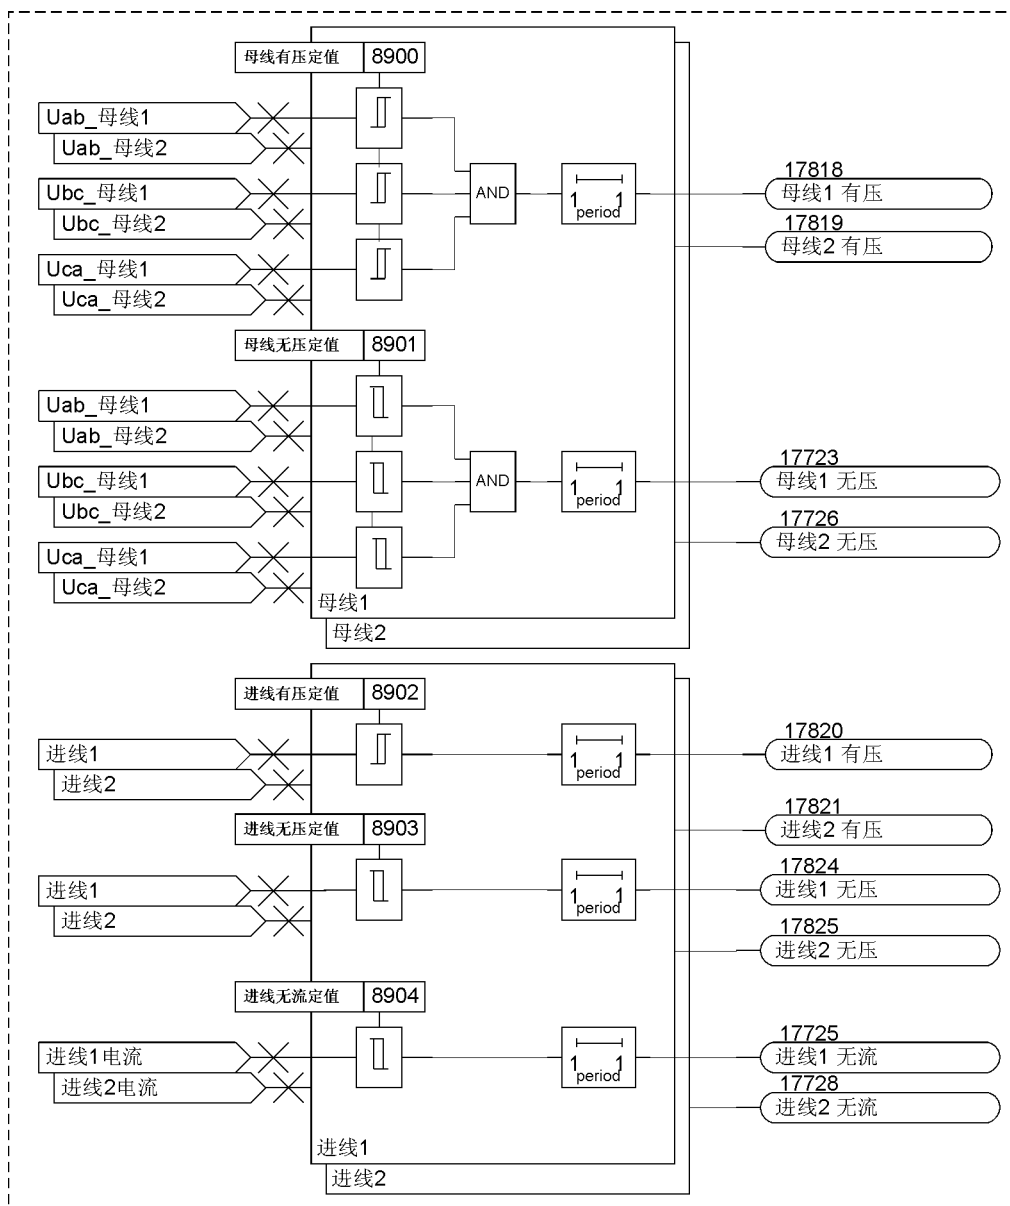 母线有压定值 8900
Uab_母线1
Uab_母线2
17818
Ubc_母线1 AND 1 1 母线1 有压
period
Ubc_母线2
17819
母线2 有压
Uca_母线1
Uca_母线2
母线无压定值 8901
Uab_母线1
Uab_母线2
17723
Ubc_母线1 AND 1 1 母线1 无压
period
Ubc_母线2
17726
母线2 无压
Uca_母线1
Uca_母线2
母线1
母线2
进线有压定值 8902
17820
进线1 1 1 进线1 有压
period
进线2
17821
进线无压定值 8903 进线2 有压
17824
进线1 1 1 进线1 无压
period
进线2
17825
进线2 无压
进线无流定值 8904
17725
进线1电流 1 1 进线1 无流
period
进线2电流 17728
进线2 无流
进线1
进线2